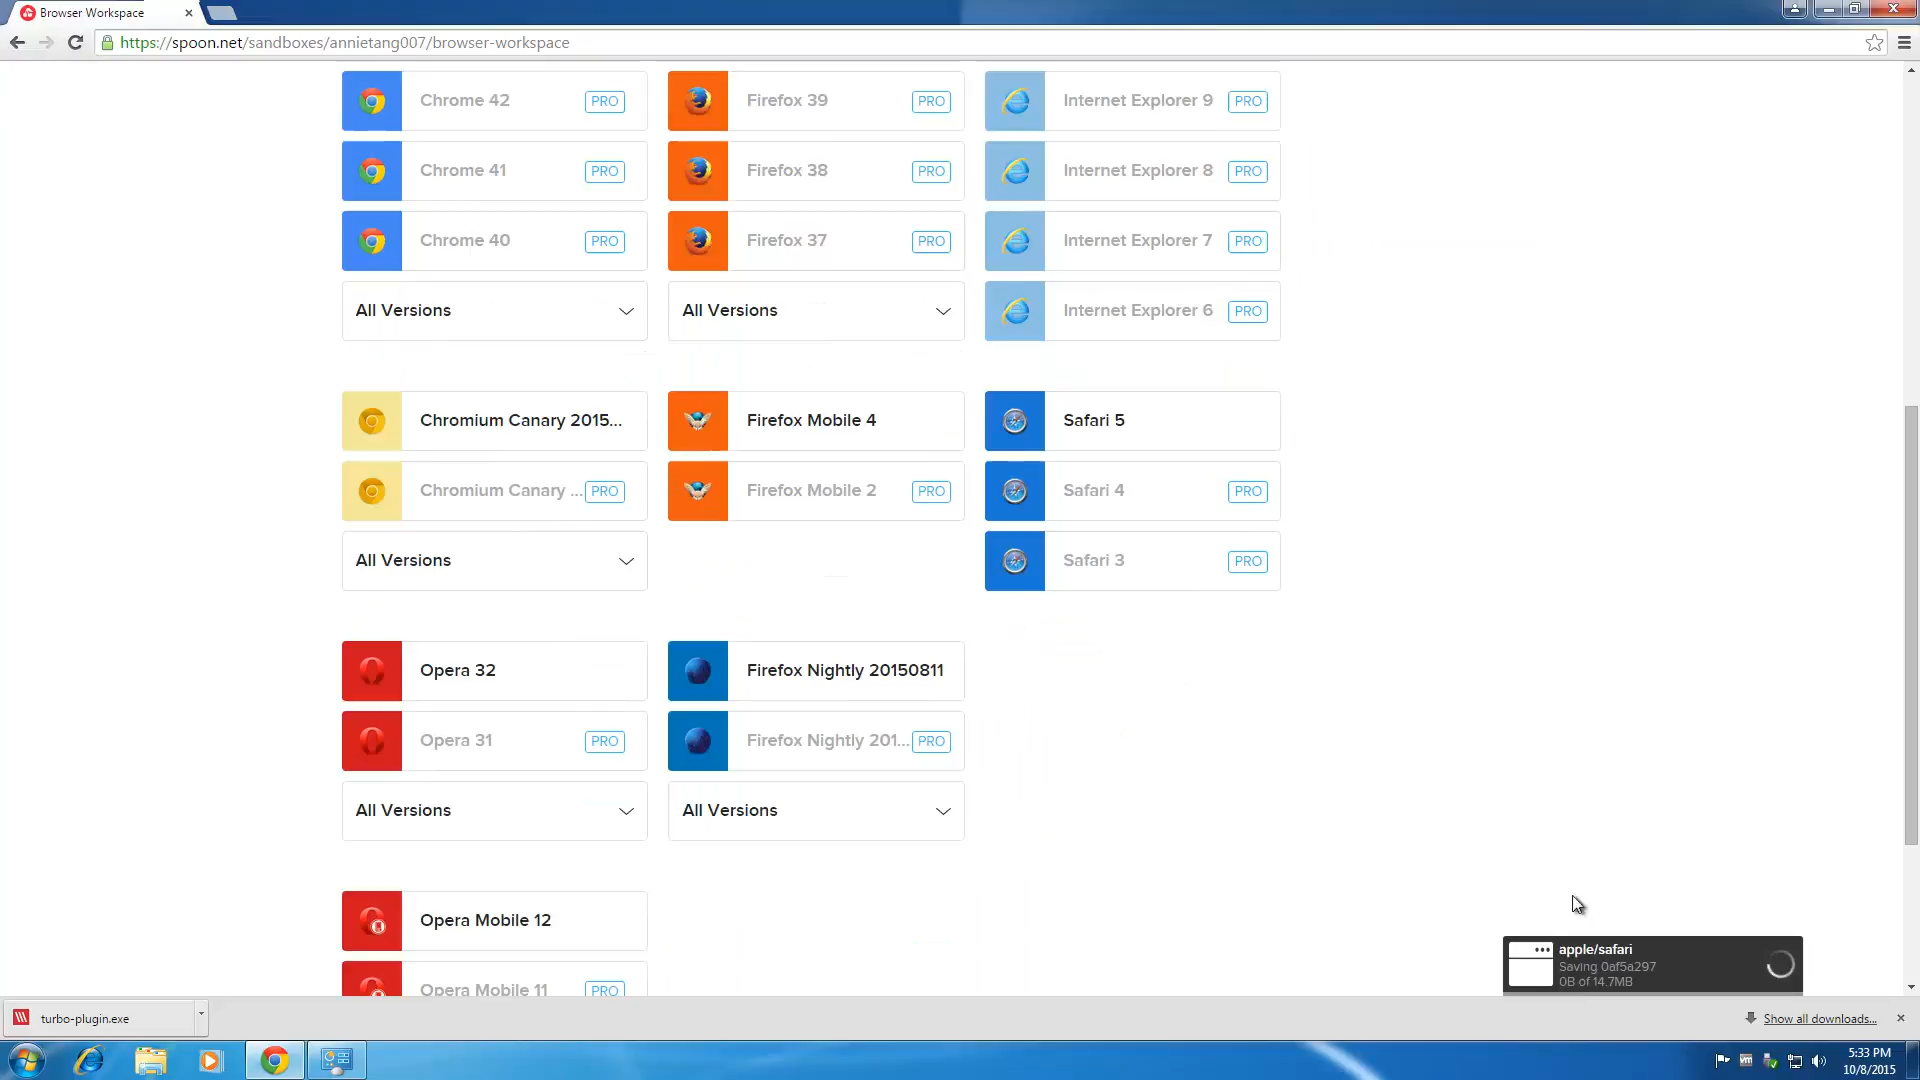 Browser Workspace
https://spoon.net/sandboxes/annietang007/browser-workspace
Chrome 42 PRO
Firefox 39 PRO
Internet Explorer 9 PRO
Chrome 41 PRO
Firefox 38 PRO
Internet Explorer 8 PRO
Chrome 40 PRO
Firefox 37 PRO
Internet Explorer 7 PRO
All Versions
All Versions
Internet Explorer 6 PRO
Chromium Canary 2015...
Firefox Mobile 4
Safari 5
Chromium Canary ... PRO
Firefox Mobile 2 PRO
Safari 4 PRO
All Versions
Safari 3 PRO
Opera 32
Firefox Nightly 20150811
Opera 31 PRO
Firefox Nightly 201... PRO
All Versions
All Versions
Opera Mobile 12
apple/safari
Saving 0af5a297
0B of 14.7MB
Opera Mobile 11 PRO
turbo-plugin.exe
Show all downloads...
5:33 PM
10/8/2015